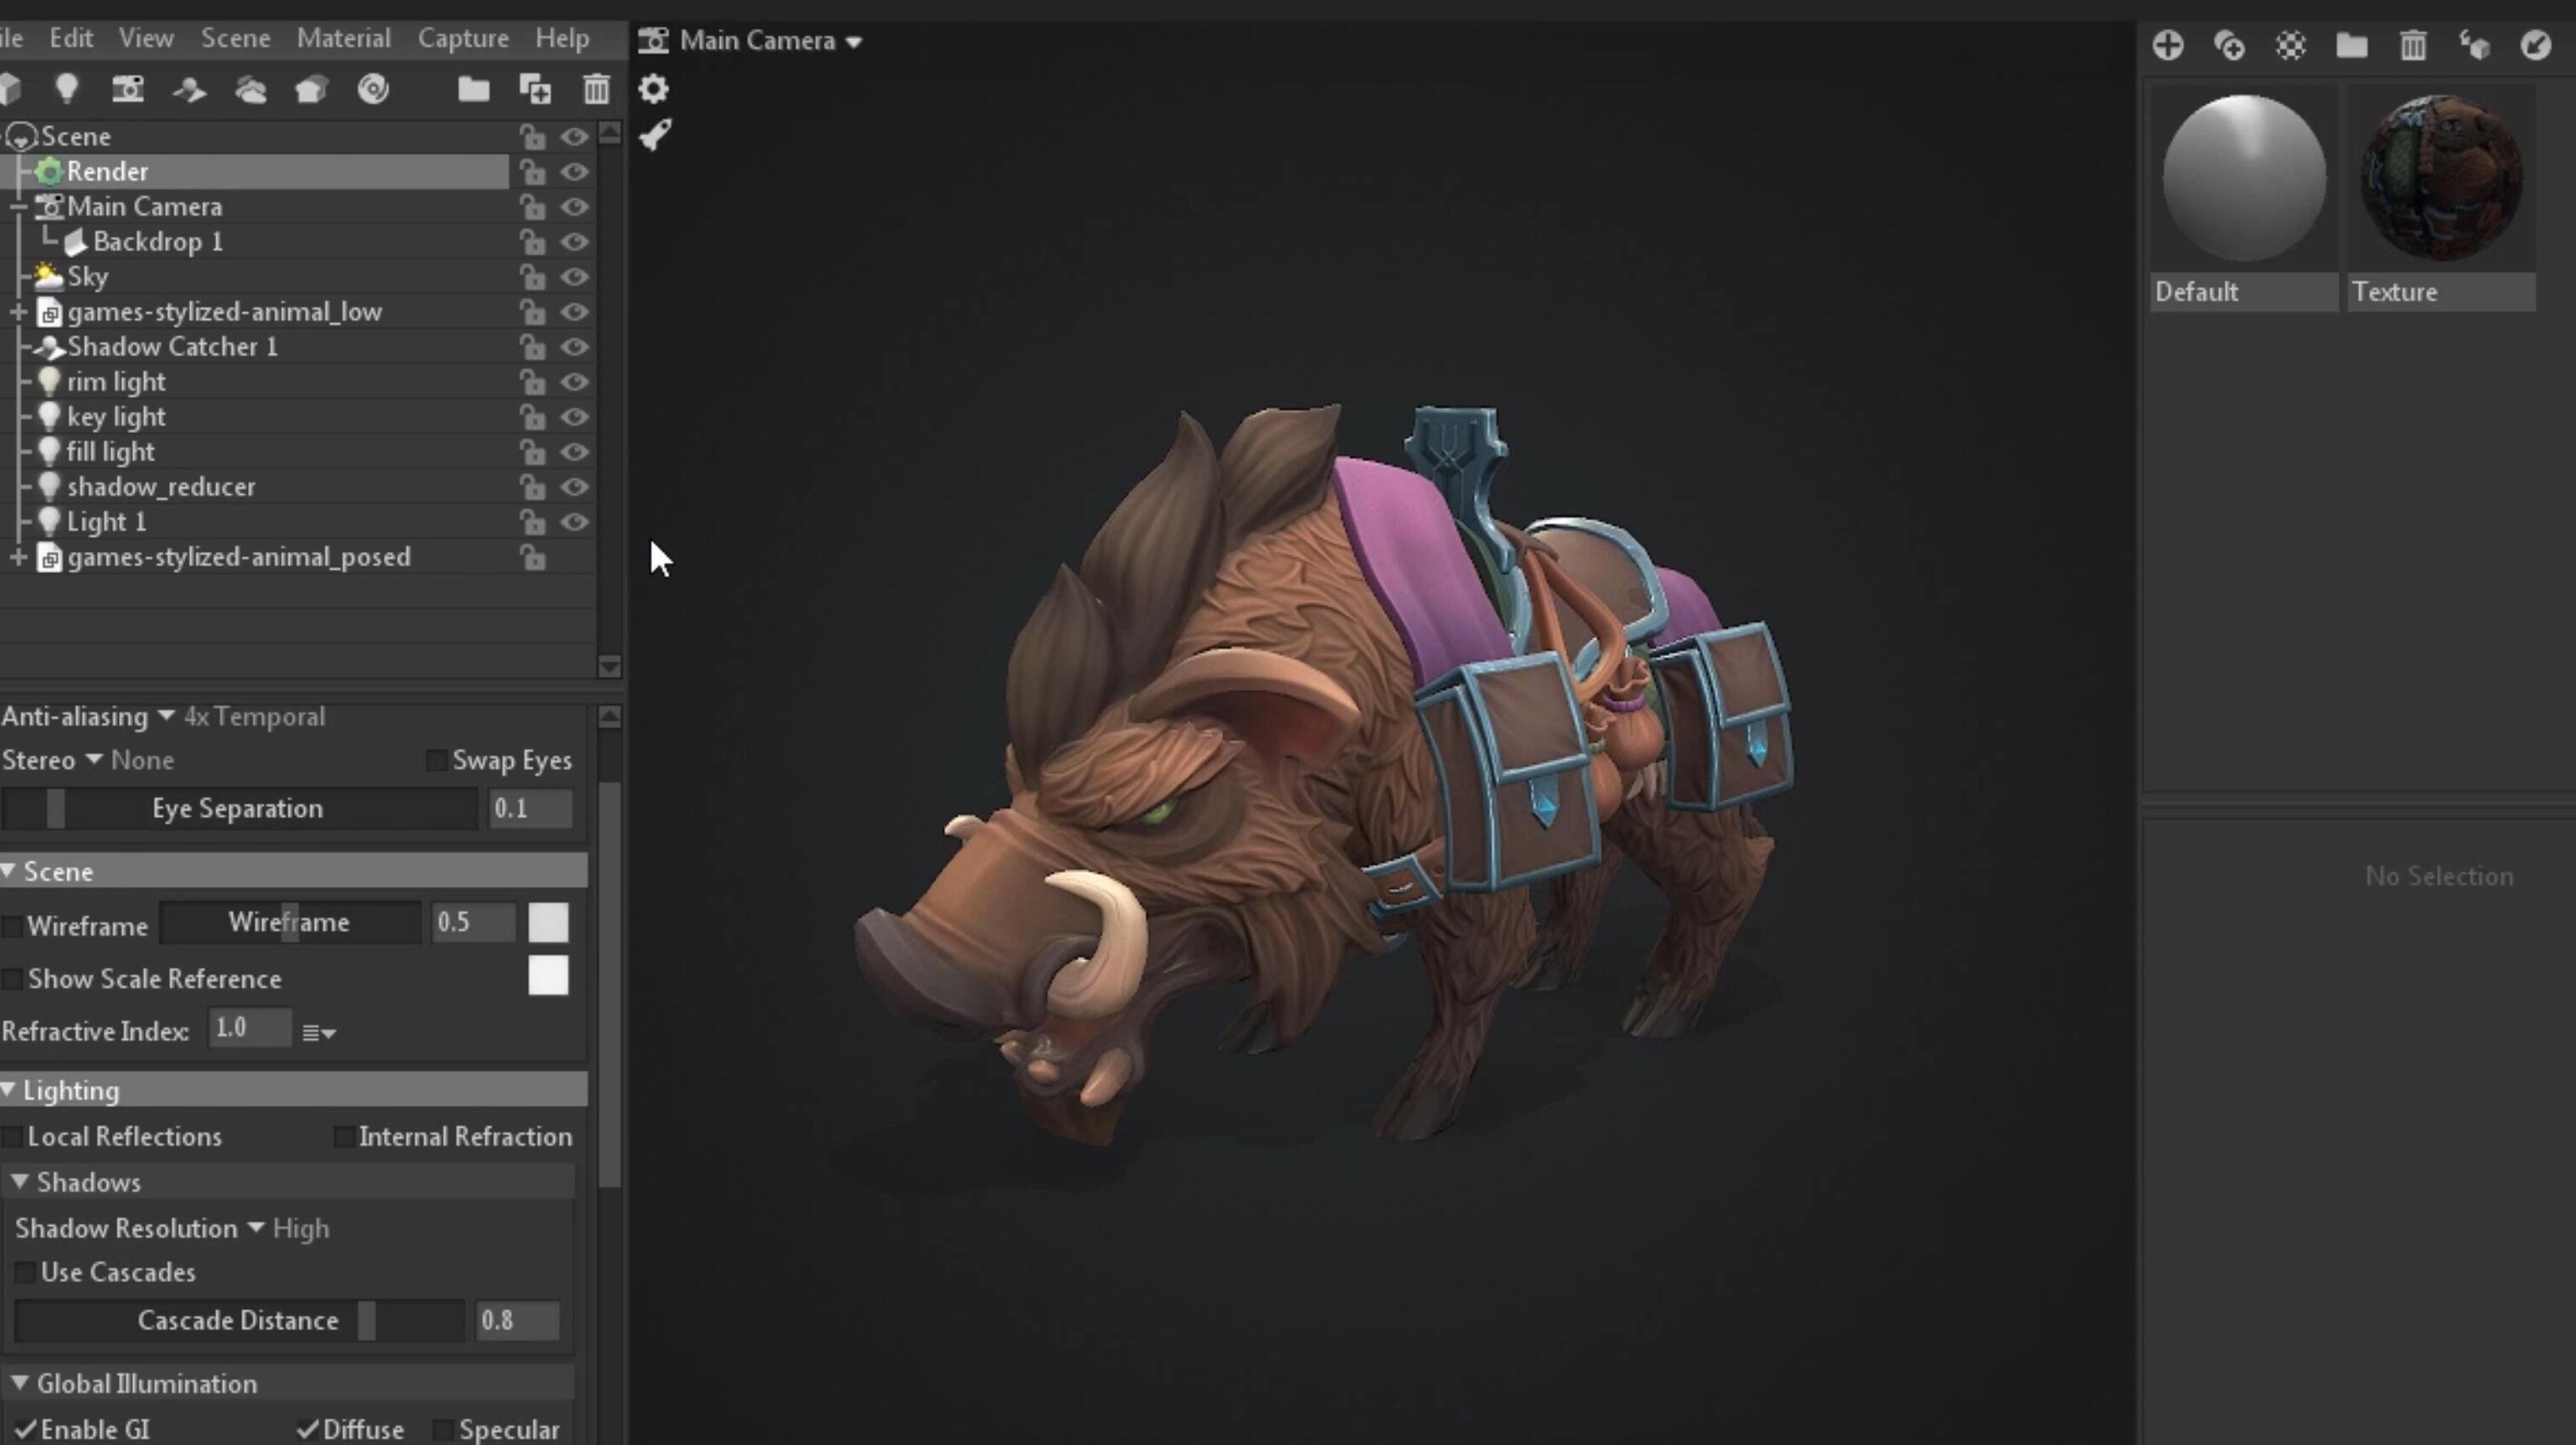 ile Edit View Scene Material Capture Help
Main Camera
Scene
Render
Main Camera
Backdrop 1
Sky
games-stylized-animal_low
Shadow Catcher 1
rim light
key light
fill light
shadow_reducer
Light 1
games-stylized-animal_posed
Anti-aliasing 4x Temporal
Stereo None Swap Eyes
Eye Separation 0.1
Scene
Wireframe Wireframe 0.5
Show Scale Reference
Refractive Index: 1.0
Lighting
Local Reflections Internal Refraction
Shadows
Shadow Resolution High
Use Cascades
Cascade Distance 0.8
Global Illumination
Enable GI Diffuse Specular
Default Texture
No Selection